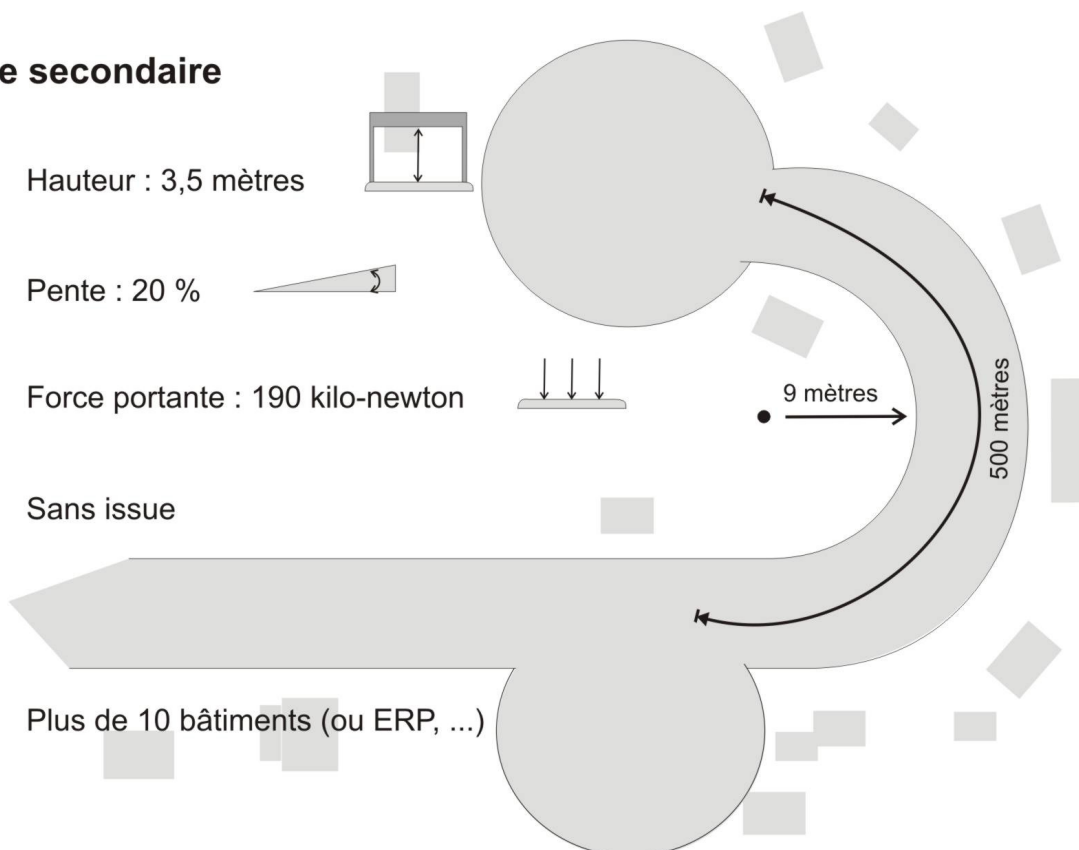 e secondaire
Hauteur : 3,5 mètres
Pente : 20 %
Force portante : 190 kilo-newton
9 mètres
500 mètres
Sans issue
Plus de 10 bâtiments (ou ERP, ...)